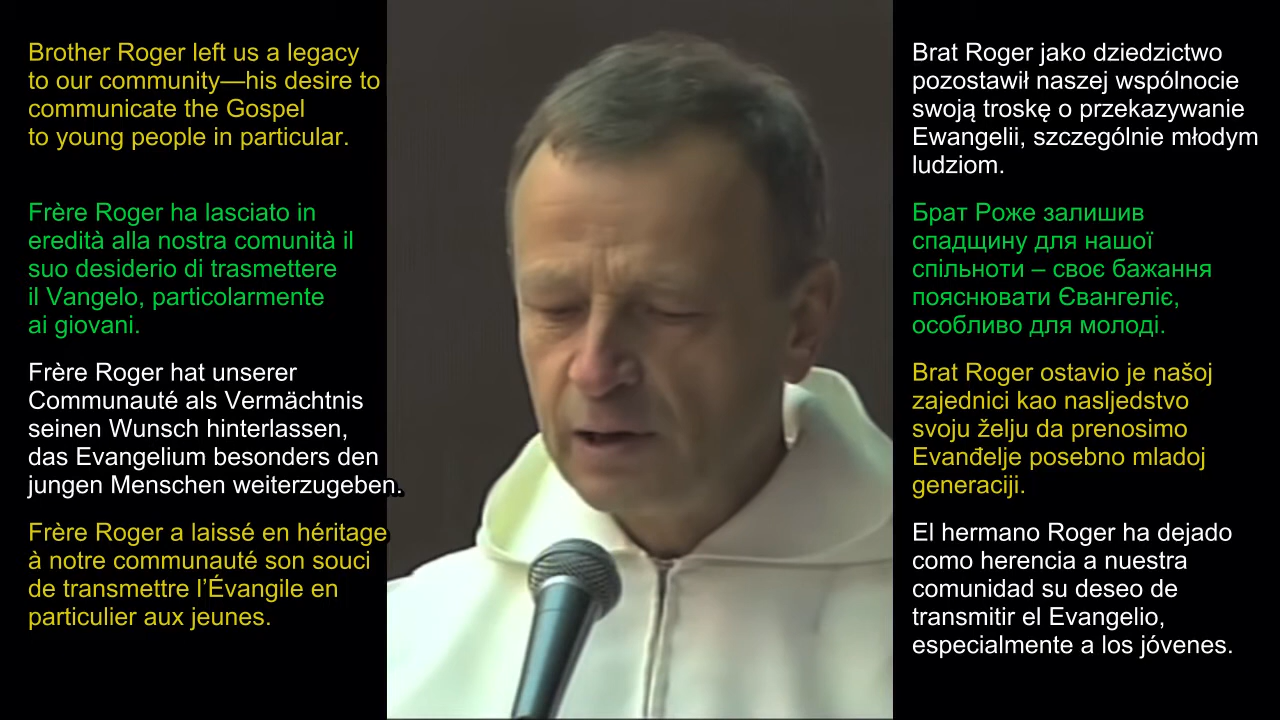 Brother Roger left us a legacy
to our community—his desire to
communicate the Gospel
to young people in particular.
Frère Roger ha lasciato in
eredità alla nostra comunità il
suo desiderio di trasmettere
il Vangelo, particolarmente
ai giovani.
Frère Roger hat unserer
Communauté als Vermächtnis
seinen Wunsch hinterlassen,
das Evangelium besonders den
jungen Menschen weiterzugeben.
Frère Roger a laissé en héritage
à notre communauté son souci
de transmettre l’Évangile en
particulier aux jeunes.
Brat Roger jako dziedzictwo
pozostawił naszej wspólnocie
swoją troskę o przekazywanie
Ewangelii, szczególnie młodym
ludziom.
Брат Роже залишив
спадщину для нашої
спільноти – своє бажання
пояснювати Євангеліє,
особливо для молоді.
Brat Roger ostavio je našoj
zajednici kao nasljedstvo
svoju želju da prenosimo
Evanđelje posebno mladoj
generaciji.
El hermano Roger ha dejado
como herencia a nuestra
comunidad su deseo de
transmitir el Evangelio,
especialmente a los jóvenes.